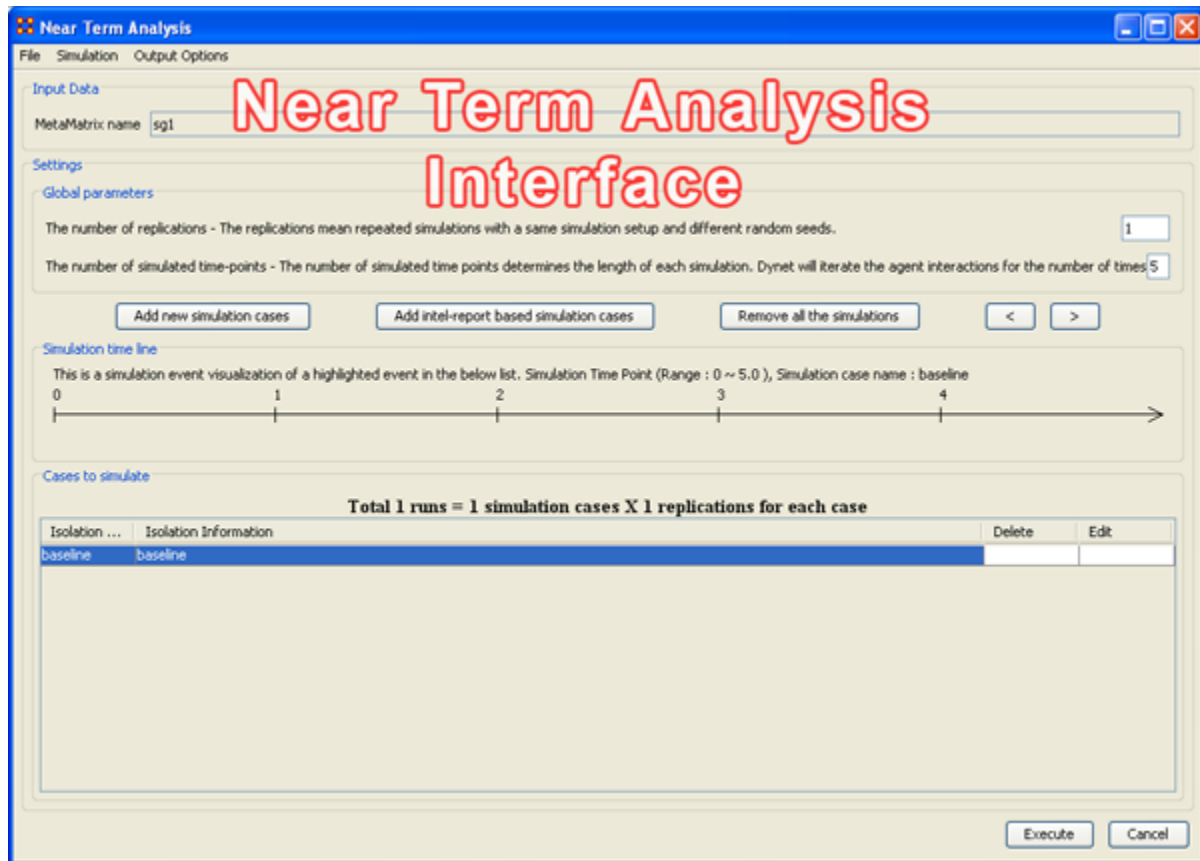 Near Term Analysis
File Simulation Output Options
Near Term Analysis
Interface
Input Data
MetaMatrix name sg1
Settings
Global parameters
The number of replications - The replications mean repeated simulations with a same simulation setup and different random seeds. 1
The number of simulated time-points - The number of simulated time points determines the length of each simulation. Dynet will iterate the agent interactions for the number of times 5
Add new simulation cases Add intel-report based simulation cases Remove all the simulations < >
Simulation time line
This is a simulation event visualization of a highlighted event in the below list. Simulation Time Point (Range : 0 ~ 5.0 ), Simulation case name : baseline
0 1 2 3 4
Cases to simulate
Total 1 runs = 1 simulation cases X 1 replications for each case
Isolation ... Isolation Information Delete Edit
baseline baseline
Execute Cancel